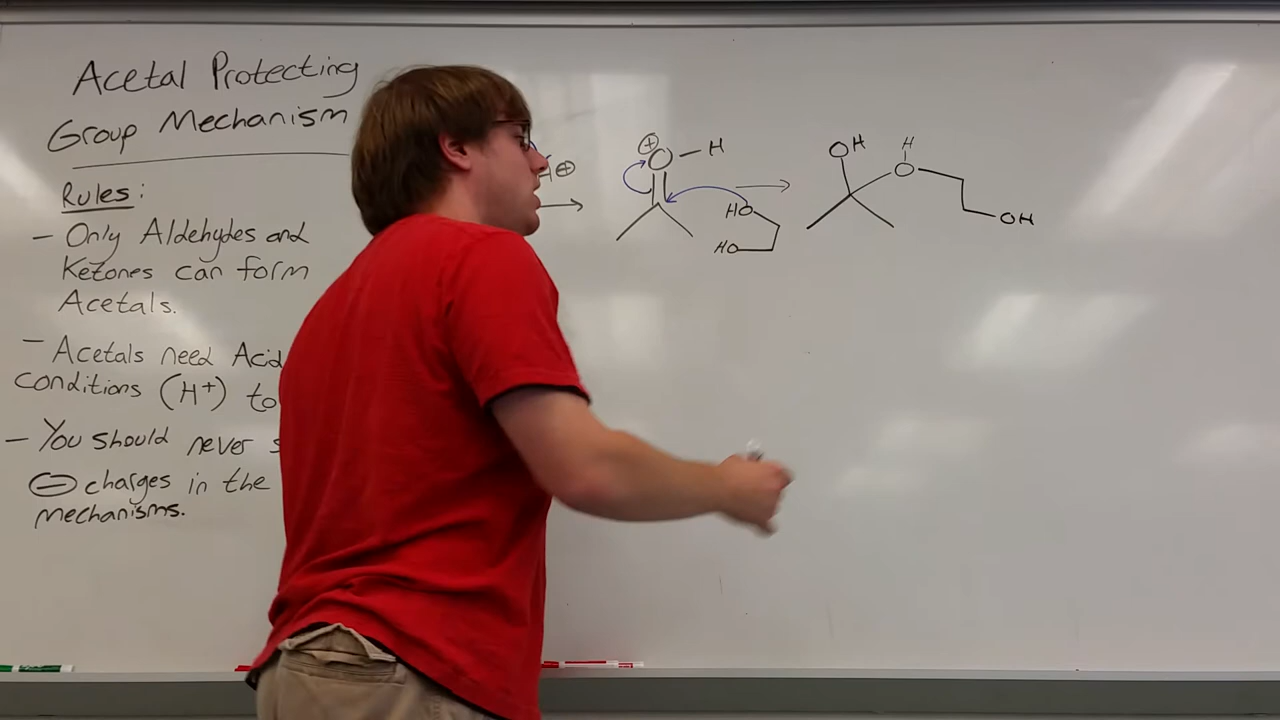 Acetal Protecting
Group Mechanism
Rules:
- Only Aldehydes and
Ketones can form
Acetals.
- Acetals need Acid
conditions (H+) to
- You should never s
⊖ charges in the
mechanisms.
H⊕
⊕
O-H
HO
HO
→
OH
H
O
OH